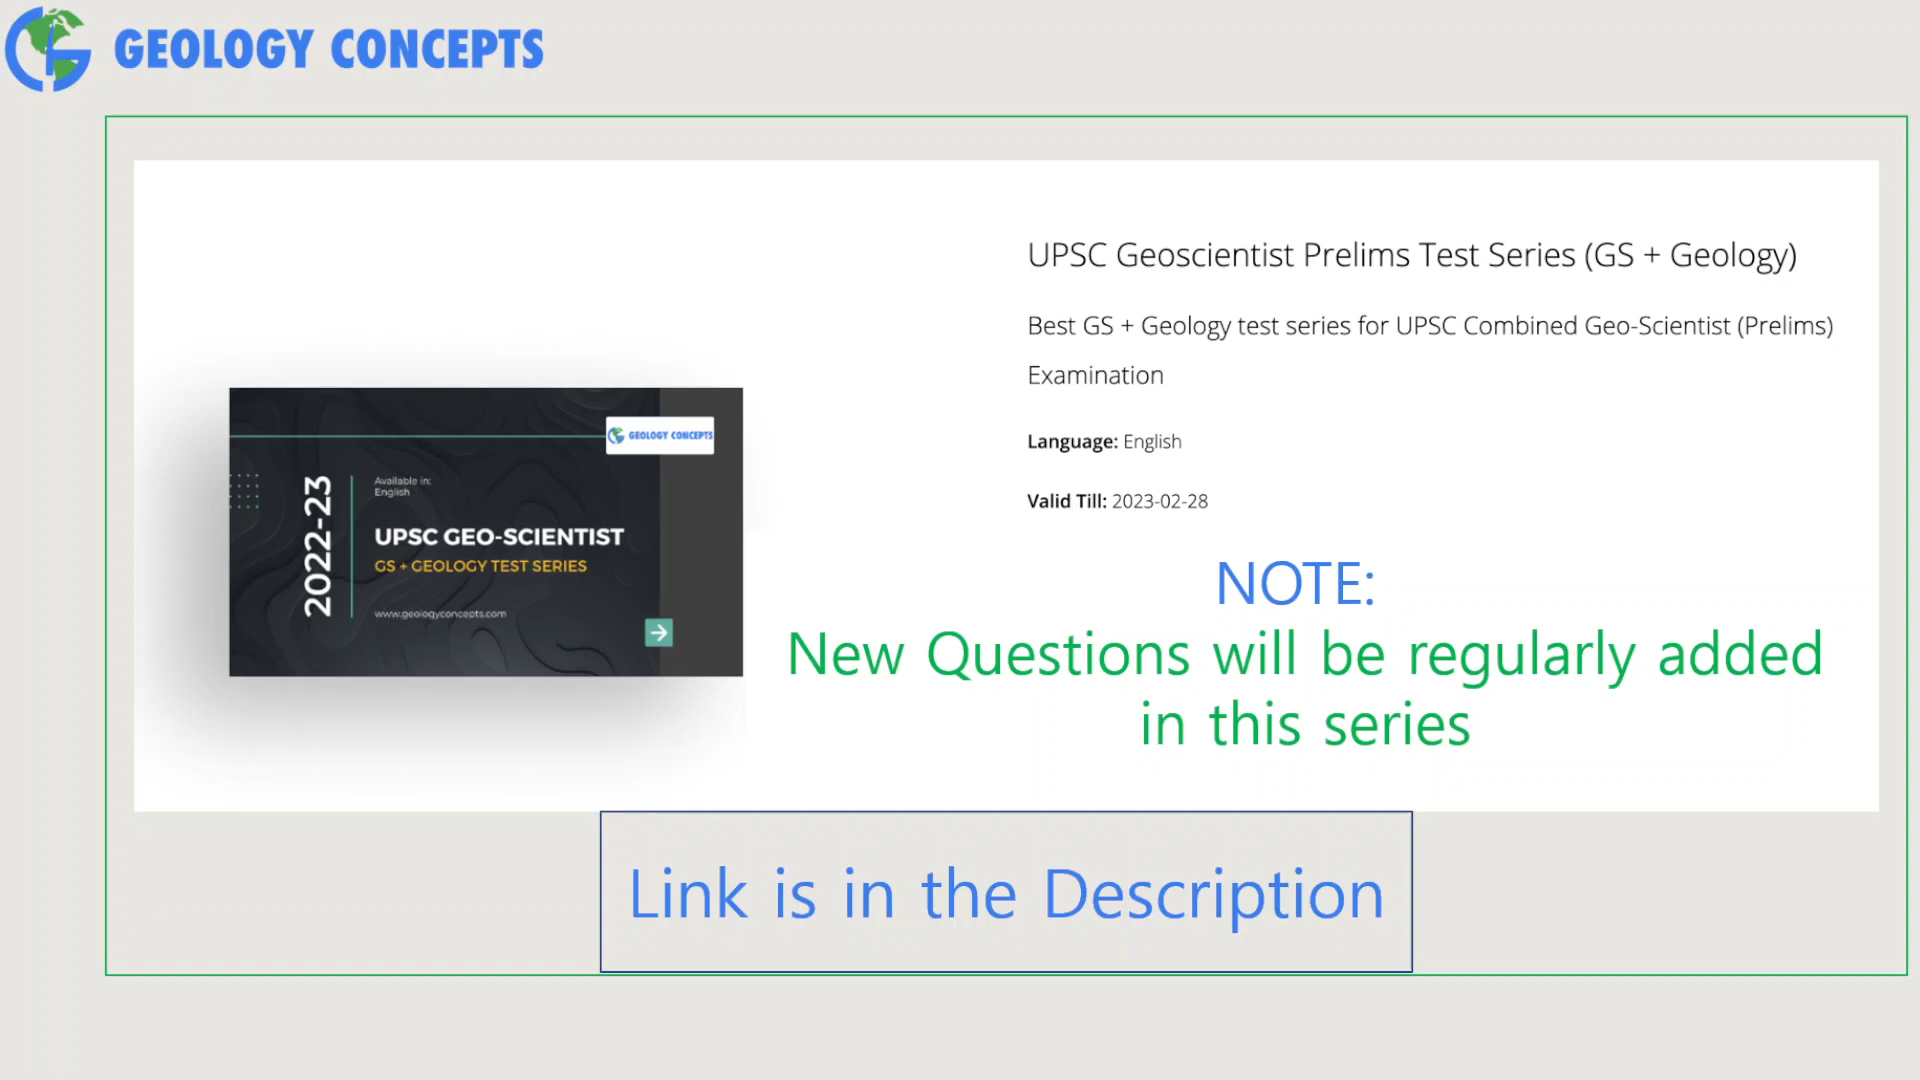 GEOLOGY CONCEPTS
UPSC Geoscientist Prelims Test Series (GS + Geology)
Best GS + Geology test series for UPSC Combined Geo-Scientist (Prelims)
Examination
Language: English
Valid Till: 2023-02-28
GEOLOGY CONCEPTS
2022-23
Available in:
English
UPSC GEO-SCIENTIST
GS + GEOLOGY TEST SERIES
www.geologyconcepts.com
NOTE:
New Questions will be regularly added
in this series
Link is in the Description